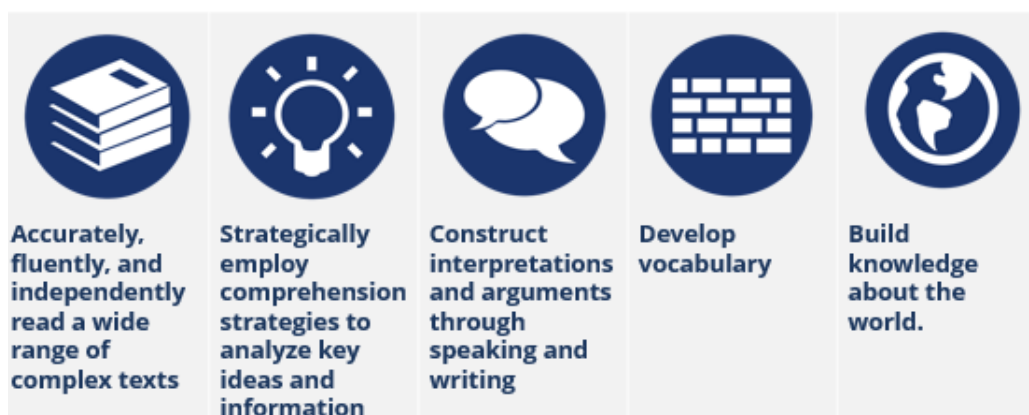 Accurately,
fluently, and
independently
read a wide
range of
complex texts
Strategically
employ
comprehension
strategies to
analyze key
ideas and
information
Construct
interpretations
and arguments
through
speaking and
writing
Develop
vocabulary
Build
knowledge
about the
world.